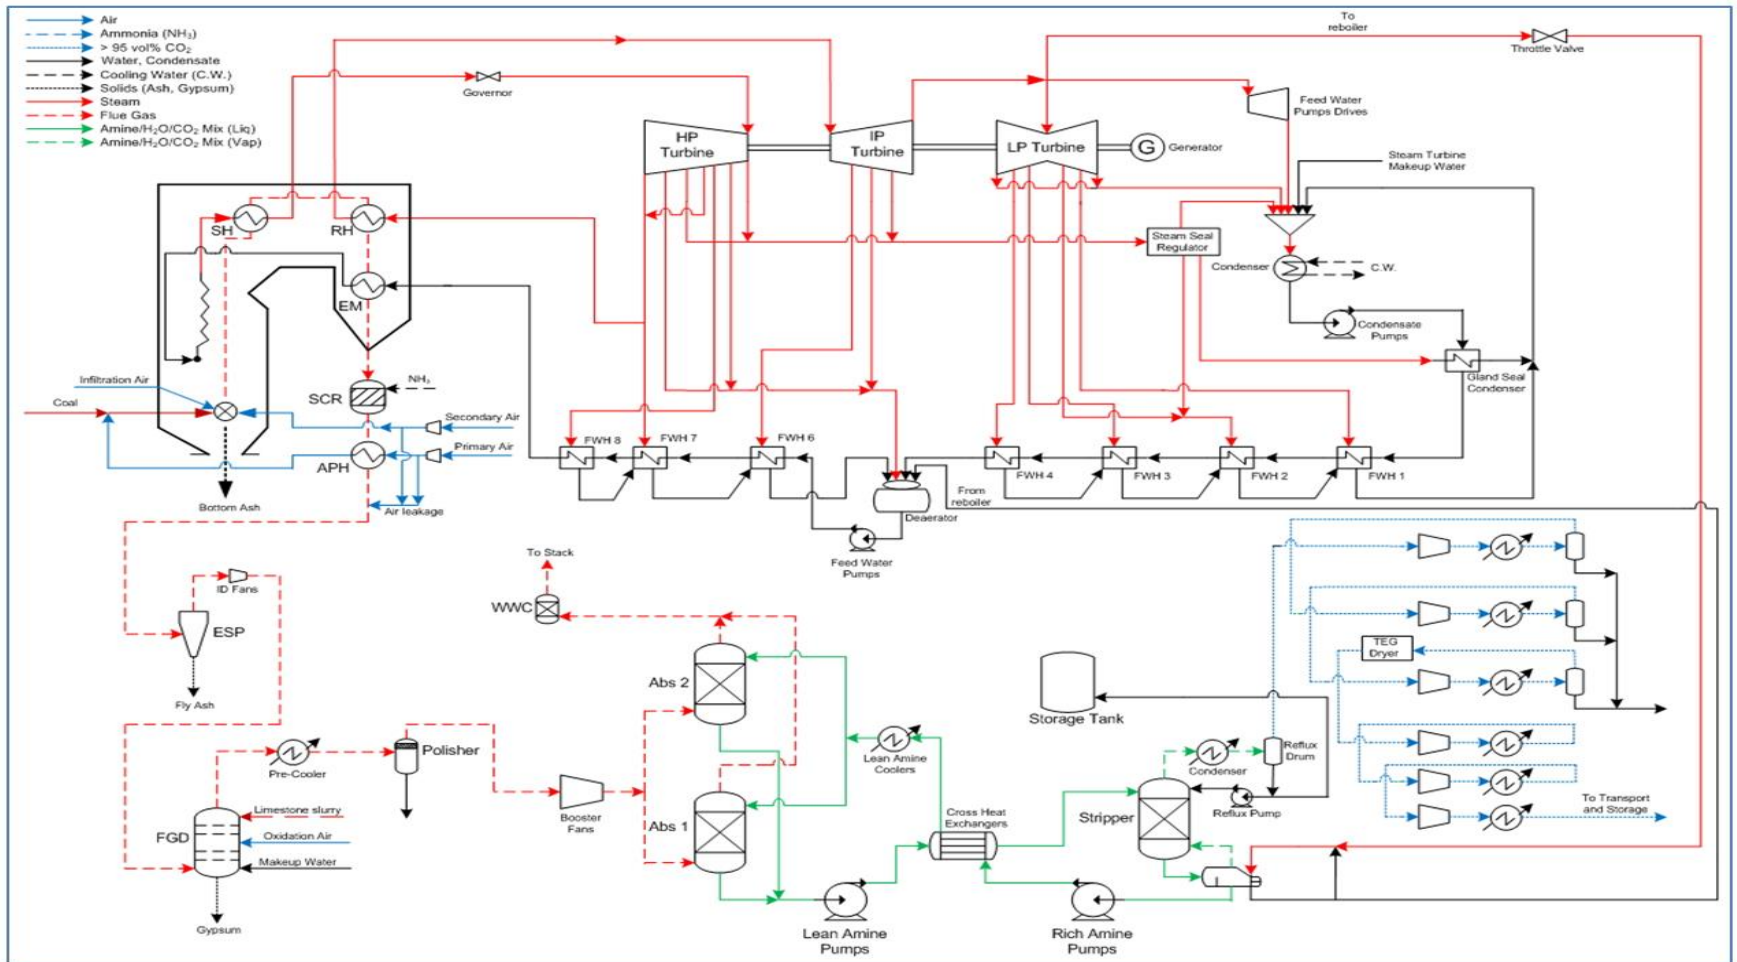 Air
Ammonia (NH₃)
> 95 vol% CO₂
Water, Condensate
Cooling Water (C.W.)
Solids (Ash, Gypsum)
Steam
Flue Gas
Amine/H₂O/CO₂ Mix (Liq)
Amine/H₂O/CO₂ Mix (Vap)
To
reboiler
Throttle Valve
Governor
Feed Water
Pumps Drives
HP
Turbine
IP
Turbine
LP Turbine
G
Generator
Steam Turbine
Makeup Water
SH
RH
Steam Seal
Regulator
Condenser
C.W.
EM
Condensate
Pumps
Gland Seal
Condenser
Infiltration Air
NH₃
SCR
Coal
Secondary Air
Primary Air
APH
FWH 8
FWH 7
FWH 6
FWH 4
FWH 3
FWH 2
FWH 1
Bottom Ash
Air leakage
From
reboiler
Deaerator
Feed Water
Pumps
To Stack
ID Fans
WWC
ESP
TEG
Dryer
Abs 2
Fly Ash
Storage Tank
Polisher
Pre-Cooler
Lean Amine
Coolers
Condenser
Reflux
Drum
Booster
Fans
Limestone slurry
Cross Heat
Exchangers
Reflux Pump
To Transport
and Storage
FGD
Oxidation Air
Abs 1
Stripper
Makeup Water
Gypsum
Lean Amine
Pumps
Rich Amine
Pumps